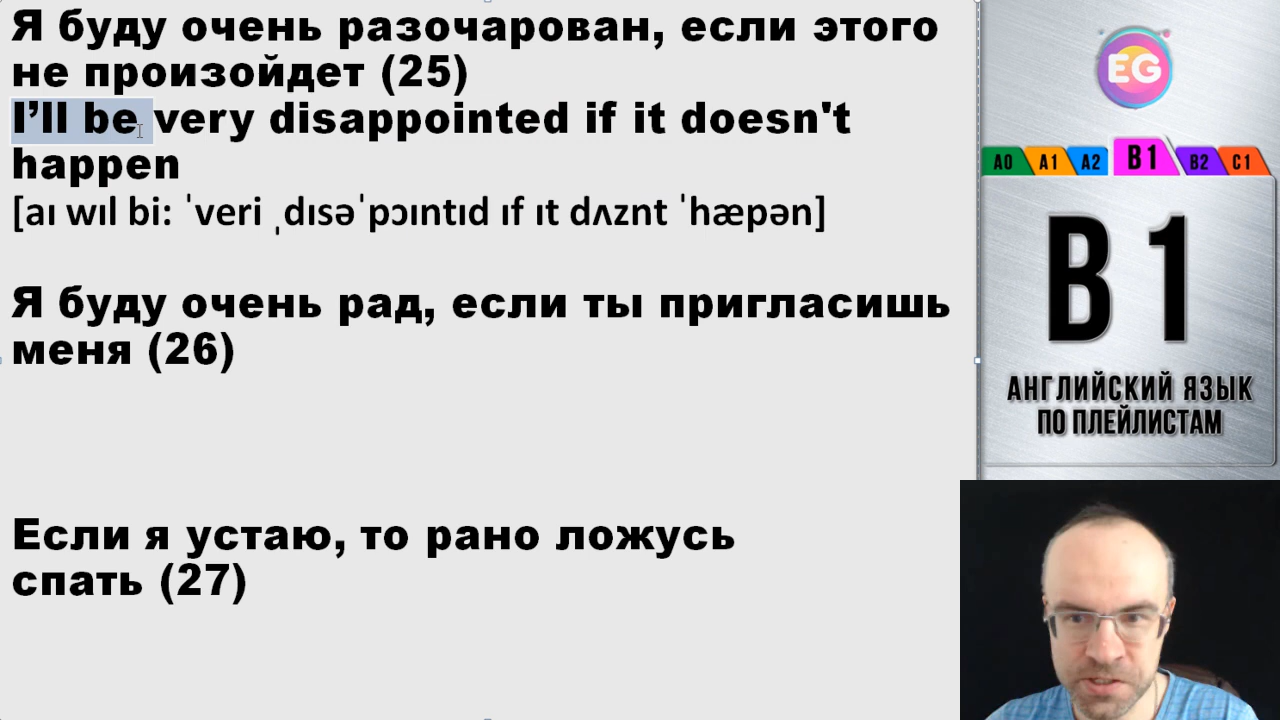 Я буду очень разочарован, если этого
не произойдет (25)
I’ll be very disappointed if it doesn't
happen
[aɪ wɪl bi: ˈveri ˌdɪsəˈpɔɪntɪd ɪf ɪt dʌznt ˈhæpən]
Я буду очень рад, если ты пригласишь
меня (26)
Если я устаю, то рано ложусь
спать (27)
EG
A0 A1 A2 B1 B2 C1
B1
АНГЛИЙСКИЙ ЯЗЫК
ПО ПЛЕЙЛИСТАМ